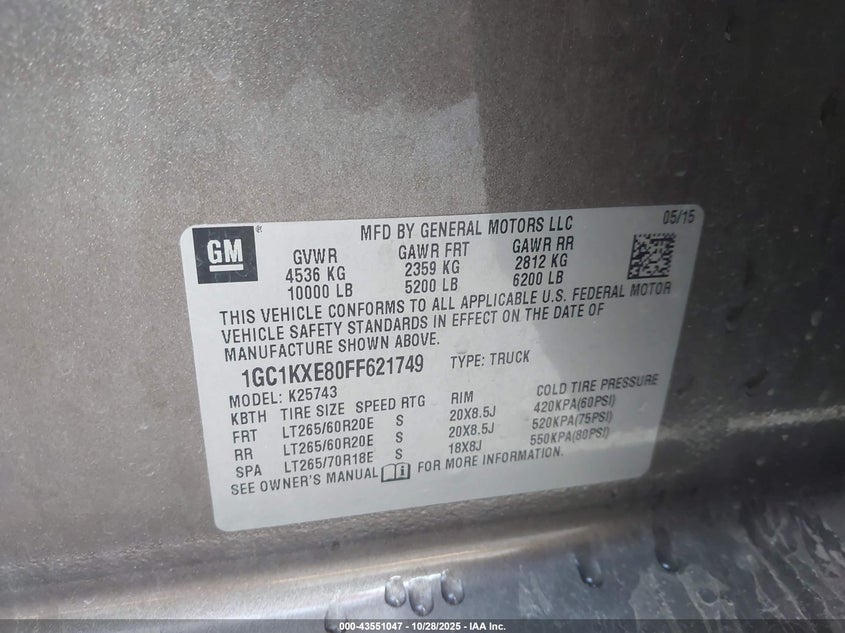 GM
MFD BY GENERAL MOTORS LLC
05/15
GVWR GAWR FRT GAWR RR
4536 KG 2359 KG 2812 KG
10000 LB 5200 LB 6200 LB
THIS VEHICLE CONFORMS TO ALL APPLICABLE U.S. FEDERAL MOTOR
VEHICLE SAFETY STANDARDS IN EFFECT ON THE DATE OF
MANUFACTURE SHOWN ABOVE.
1GC1KXE80FF621749 TYPE: TRUCK
MODEL: K25743
KBTH TIRE SIZE SPEED RTG RIM COLD TIRE PRESSURE
FRT LT265/60R20E S 20X8.5J 420KPA(60PSI)
RR LT265/60R20E S 20X8.5J 520KPA(75PSI)
SPA LT265/70R18E S 18X8J 550KPA(80PSI)
SEE OWNER'S MANUAL FOR MORE INFORMATION.
000-43551047 | 10/28/2025 - IAA Inc.